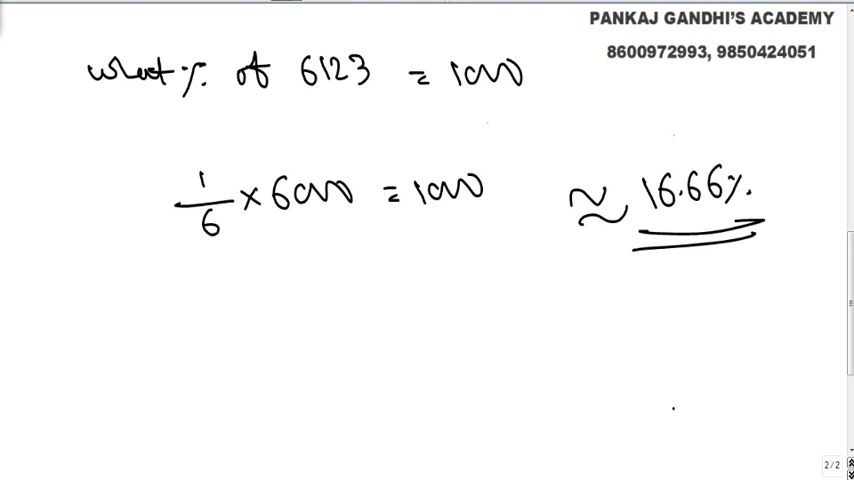 PANKAJ GANDHI'S ACADEMY
8600972993, 9850424051
what % of 6123 = 1000
1/6 × 6000 = 1000 ≈ 16.66%
2/2